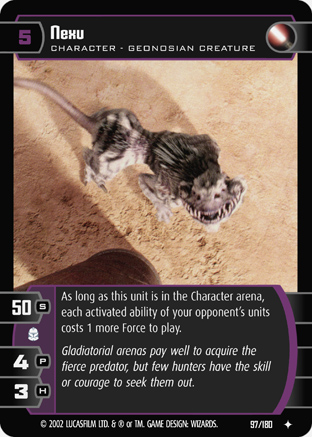 5 Nexu
CHARACTER - GEONOSIAN CREATURE
50 S
4 P
3 H
As long as this unit is in the Character arena,
each activated ability of your opponent's units
costs 1 more Force to play.
Gladiatorial arenas pay well to acquire the
fierce predator, but few hunters have the skill
or courage to seek them out.
© 2002 LUCASFILM LTD. & ® or TM. GAME DESIGN: WIZARDS. 97/180